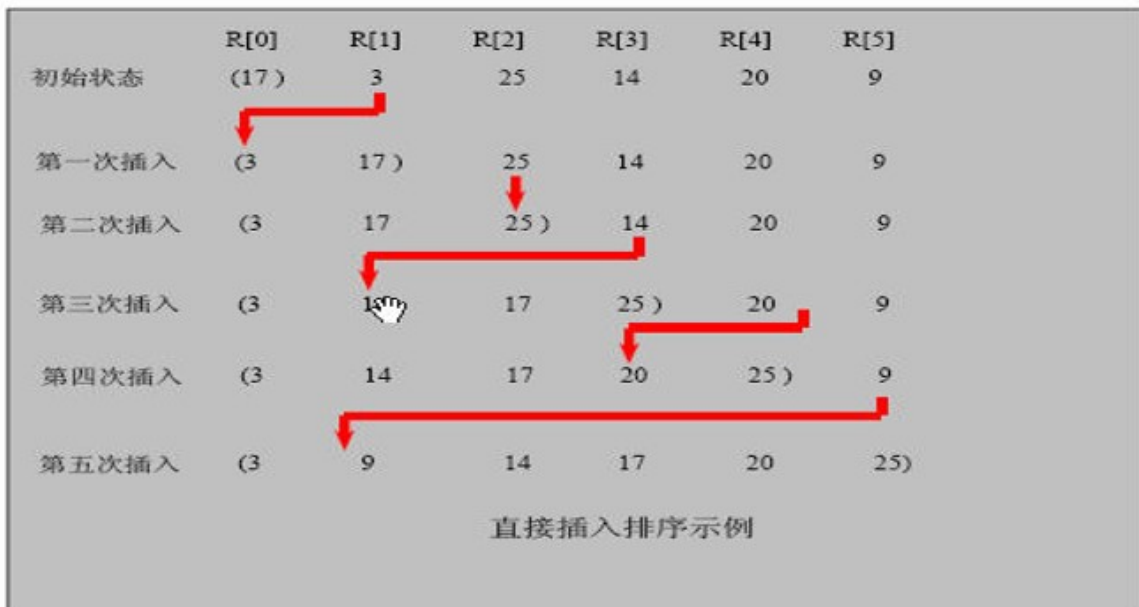 R[0] R[1] R[2] R[3] R[4] R[5]
初始状态 (17) 3 25 14 20 9
第一次插入 (3 17) 25 14 20 9
第二次插入 (3 17 25) 14 20 9
第三次插入 (3 17 25) 20 9
第四次插入 (3 14 17 20 25) 9
第五次插入 (3 9 14 17 20 25)
直接插入排序示例